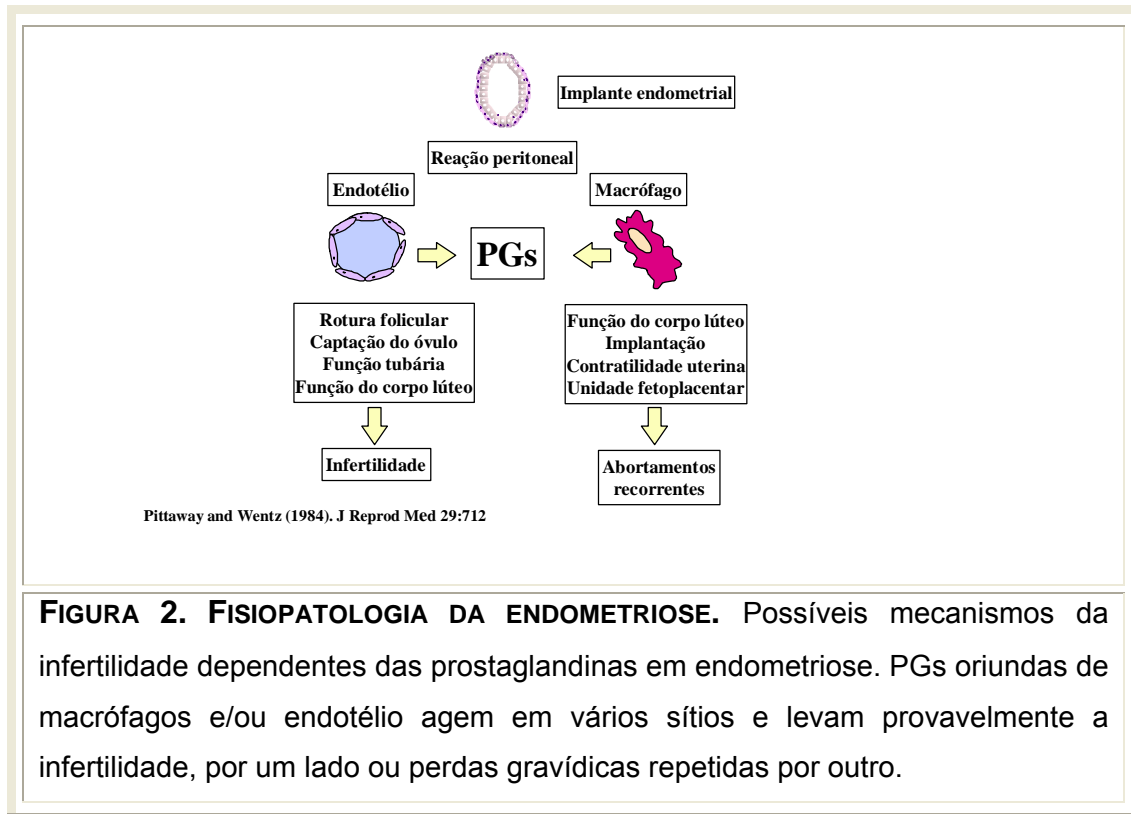 Implante endometrial
Reação peritoneal
Endotélio
Macrófago
PGs
Rotura folicular
Captação do óvulo
Função tubária
Função do corpo lúteo
Função do corpo lúteo
Implantação
Contratilidade uterina
Unidade fetoplacentar
Infertilidade
Abortamentos
recorrentes
Pittaway and Wentz (1984). J Reprod Med 29:712
FIGURA 2. FISIOPATOLOGIA DA ENDOMETRIOSE. Possíveis mecanismos da
infertilidade dependentes das prostaglandinas em endometriose. PGs oriundas de
macrófagos e/ou endotélio agem em vários sítios e levam provavelmente a
infertilidade, por um lado ou perdas gravídicas repetidas por outro.